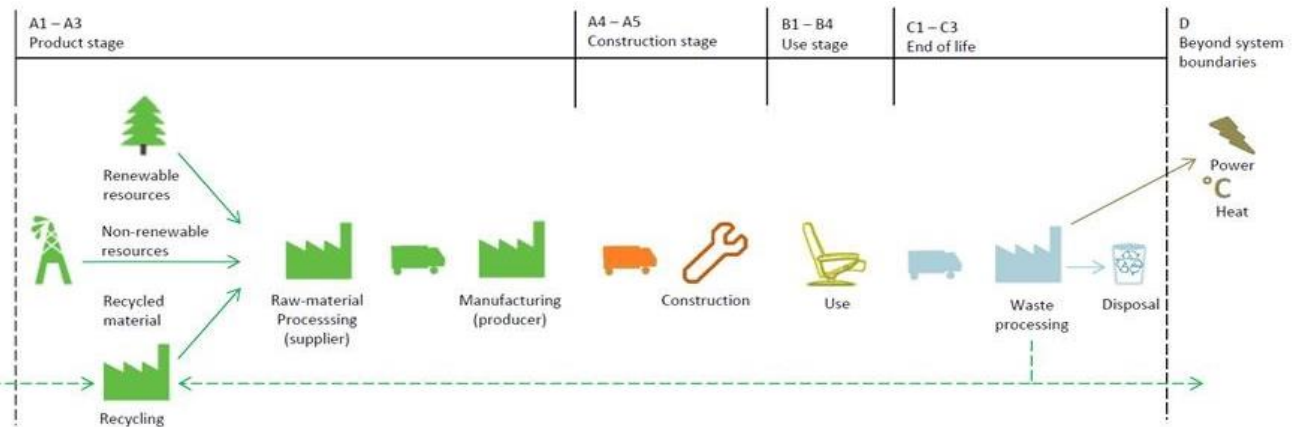 A1 – A3
Product stage
A4 – A5
Construction stage
B1 – B4
Use stage
C1 – C3
End of life
D
Beyond system
boundaries
Renewable
resources
Non-renewable
resources
Recycled
material
Recycling
Raw-material
Processsing
(supplier)
Manufacturing
(producer)
Construction
Use
Waste
processing
Disposal
Power
°C
Heat